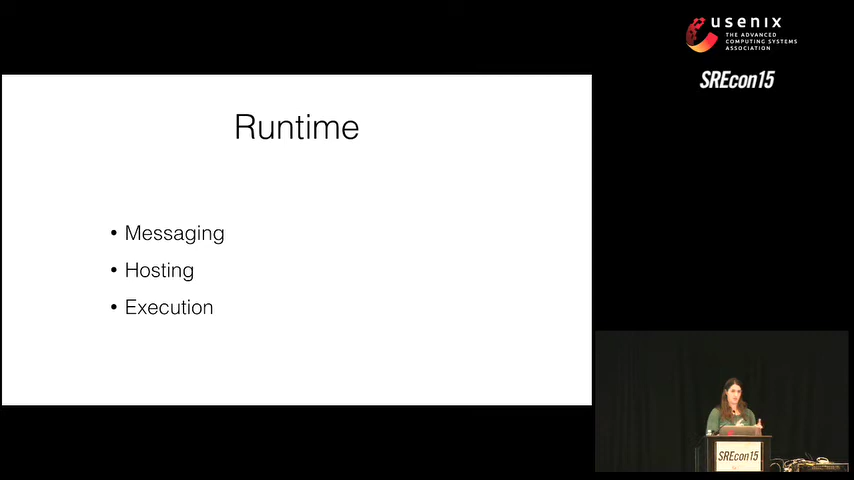 usenix
THE ADVANCED
COMPUTING SYSTEMS
ASSOCIATION
SREcon15
Runtime
• Messaging
• Hosting
• Execution
SREcon15